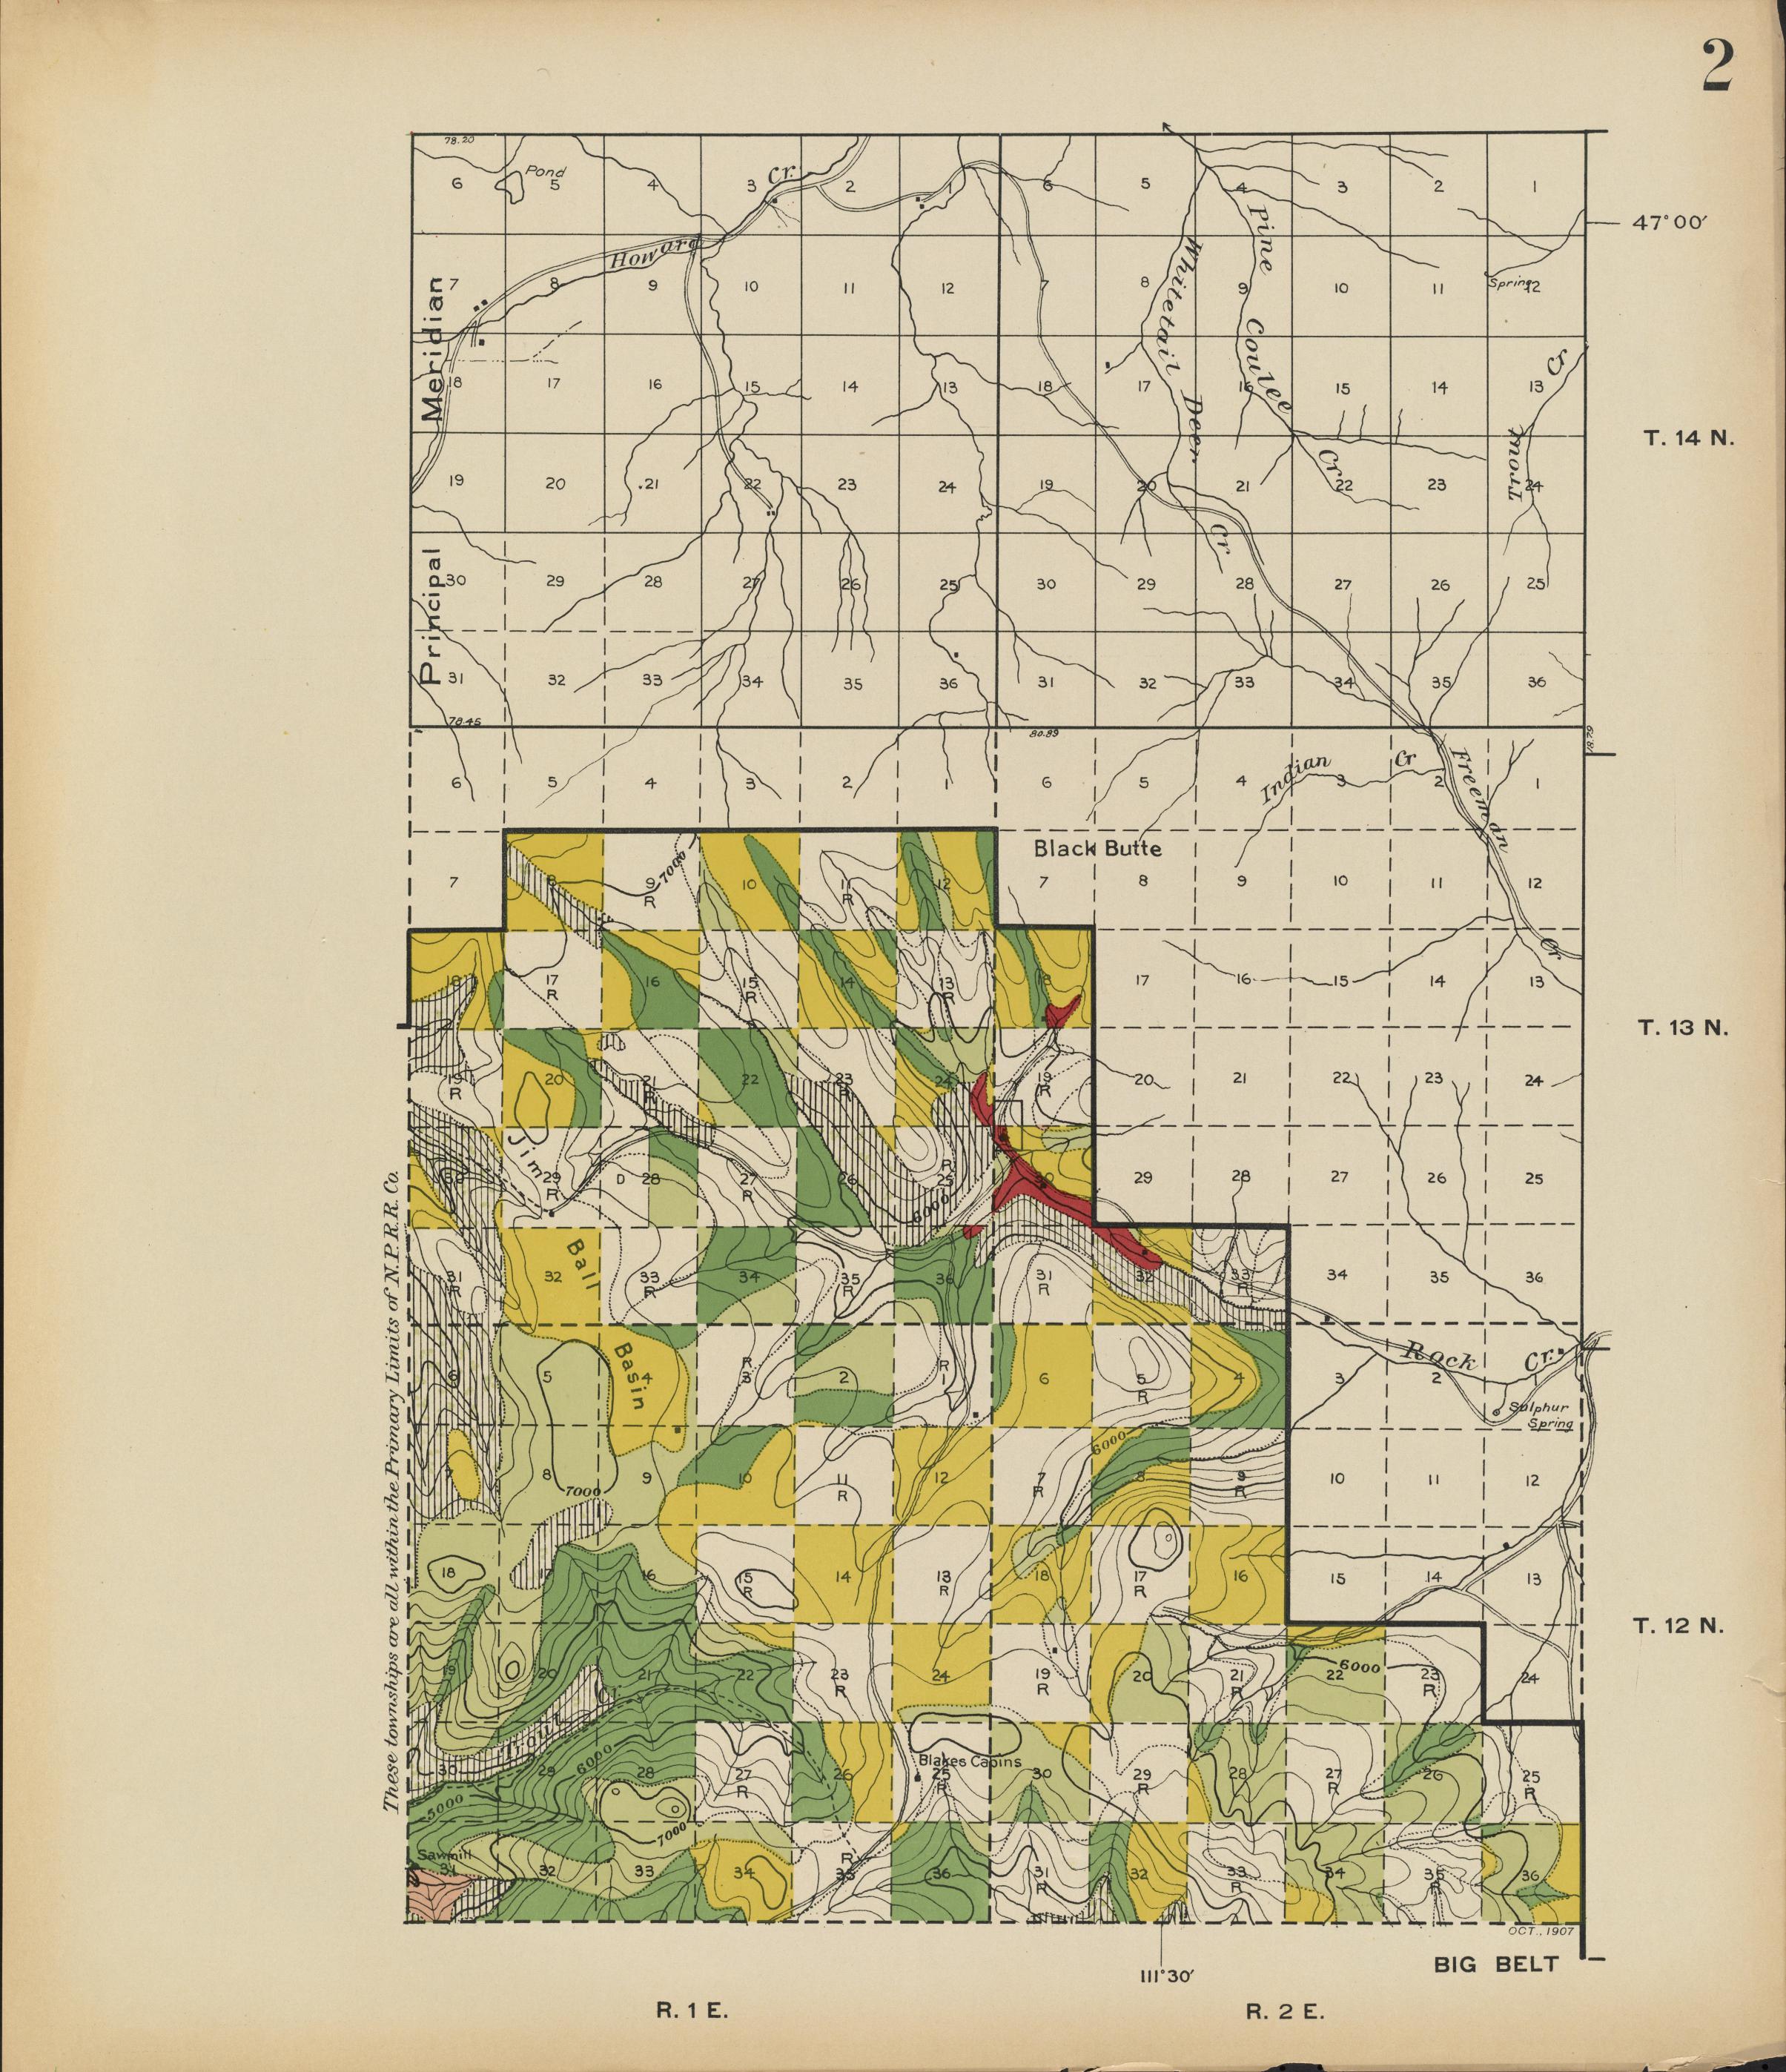 2
78.20
Pond
6 5 4 3 2 1 6 5 4 3 2 1
Cr.
47°00′
Howard
Pine
Coulee
Cr
Whitetail Deer
Cr
7 8 9 10 11 12 7 8 9 10 11 12
Spring
Principal Meridian
18 17 16 15 14 13 18 17 16 15 14 13
Trout
Cr
T. 14 N.
19 20 21 22 23 24 19 20 21 22 23 24
30 29 28 27 26 25 30 29 28 27 26 25
31 32 33 34 35 36 31 32 33 34 35 36
78.45
80.89
6 5 4 3 2 1 6 5 4 3 2 1
Indian Cr
Freeman
Cr.
Black Butte
7000
7 8 9 10 11 12 7 8 9 10 11 12
R R
18 17 16 15 14 13 18 17 16 15 14 13
R R R
T. 13 N.
19 20 21 22 23 24 19 20 21 22 23 24
R R R R
Jim
Ball
Basin
30 29 D 28 27 26 25 30 29 28 27 26 25
R R R
6000
31 32 33 34 35 36 31 32 33 34 35 36
R R R R R
6 5 4 3 2 1 6 5 4 3 2 1
R R R
Rock Cr.
Sulphur
Spring
6000
7 8 9 10 11 12 7 8 9 10 11 12
R R R
7000
18 17 16 15 14 13 18 17 16 15 14 13
R R R
T. 12 N.
19 20 21 22 23 24 19 20 21 22 23 24
R R R R
6000
Trout Cr.
Blakes Cabins
30 29 28 27 26 25 30 29 28 27 26 25
R R R R R
6000
5000
7000
Sawmill
31 32 33 34 35 36 31 32 33 34 35 36
R R R R
These townships are all within the Primary Limits of N.P.R.R. Co.
OCT., 1907
111°30′
BIG BELT
R. 1 E.
R. 2 E.